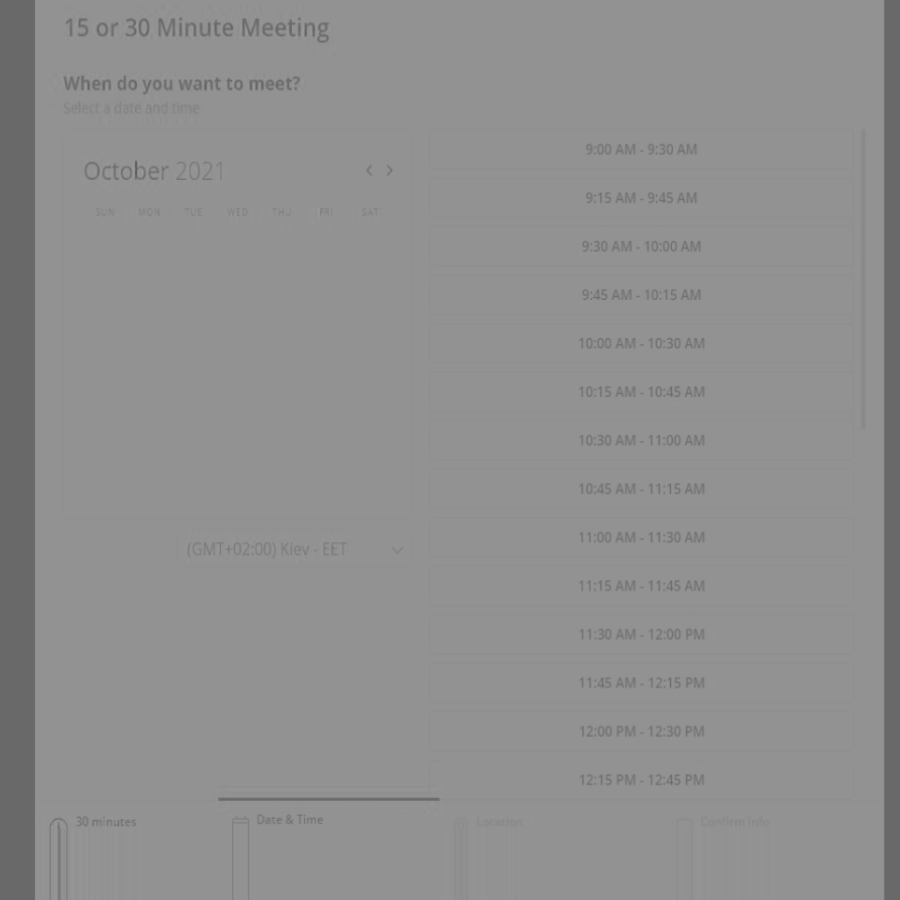 15 or 30 Minute Meeting
When do you want to meet?
Select a date and time
October 2021
SUN MON TUE WED THU FRI SAT
(GMT+02:00) Kiev - EET
9:00 AM - 9:30 AM
9:15 AM - 9:45 AM
9:30 AM - 10:00 AM
9:45 AM - 10:15 AM
10:00 AM - 10:30 AM
10:15 AM - 10:45 AM
10:30 AM - 11:00 AM
10:45 AM - 11:15 AM
11:00 AM - 11:30 AM
11:15 AM - 11:45 AM
11:30 AM - 12:00 PM
11:45 AM - 12:15 PM
12:00 PM - 12:30 PM
12:15 PM - 12:45 PM
30 minutes
Date & Time
Location
Confirm Info